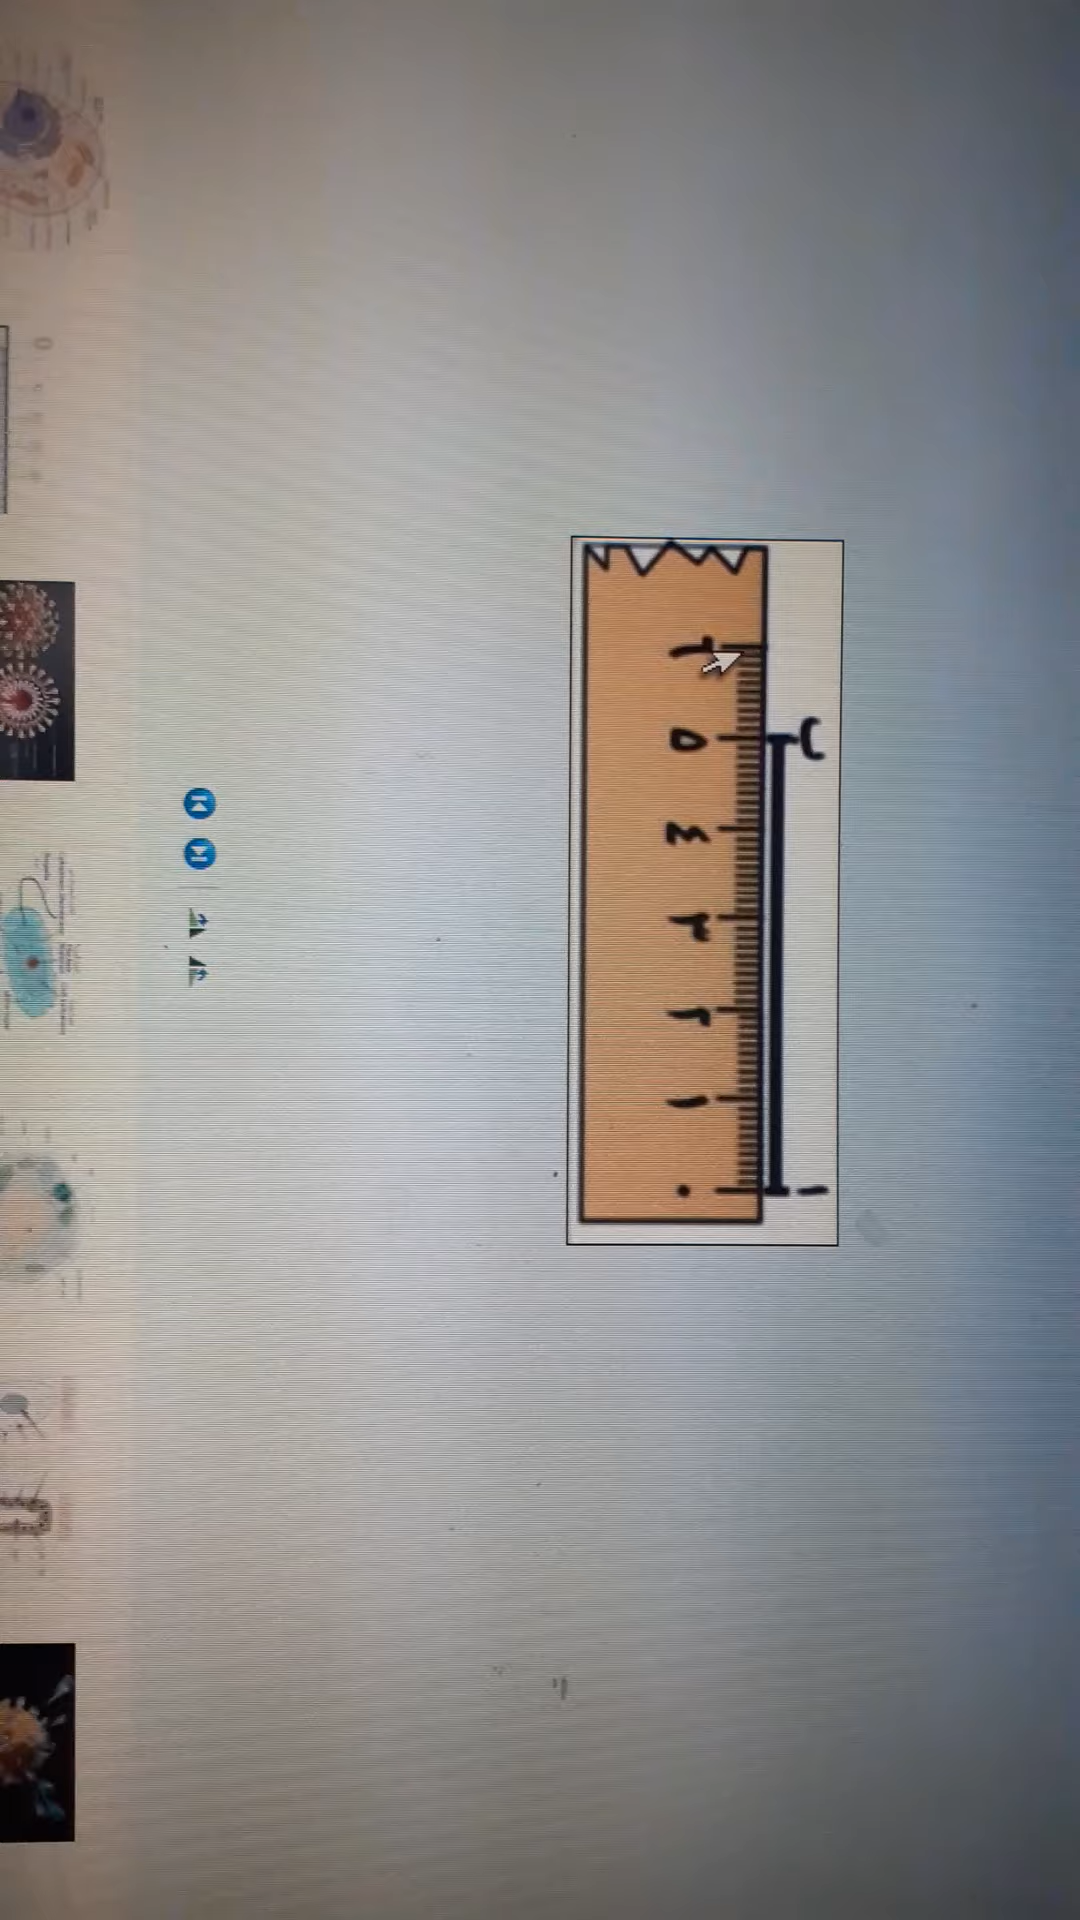 ب ا
٦ ٥ ٤ ٣ ٢ ١ ٠